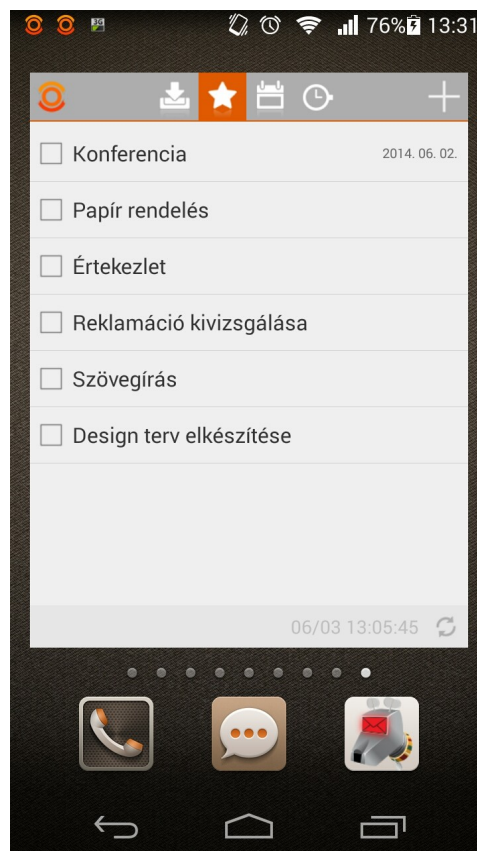 76% 13:31
Konferencia 2014. 06. 02.
Papír rendelés
Értekezlet
Reklamáció kivizsgálása
Szövegírás
Design terv elkészítése
06/03 13:05:45